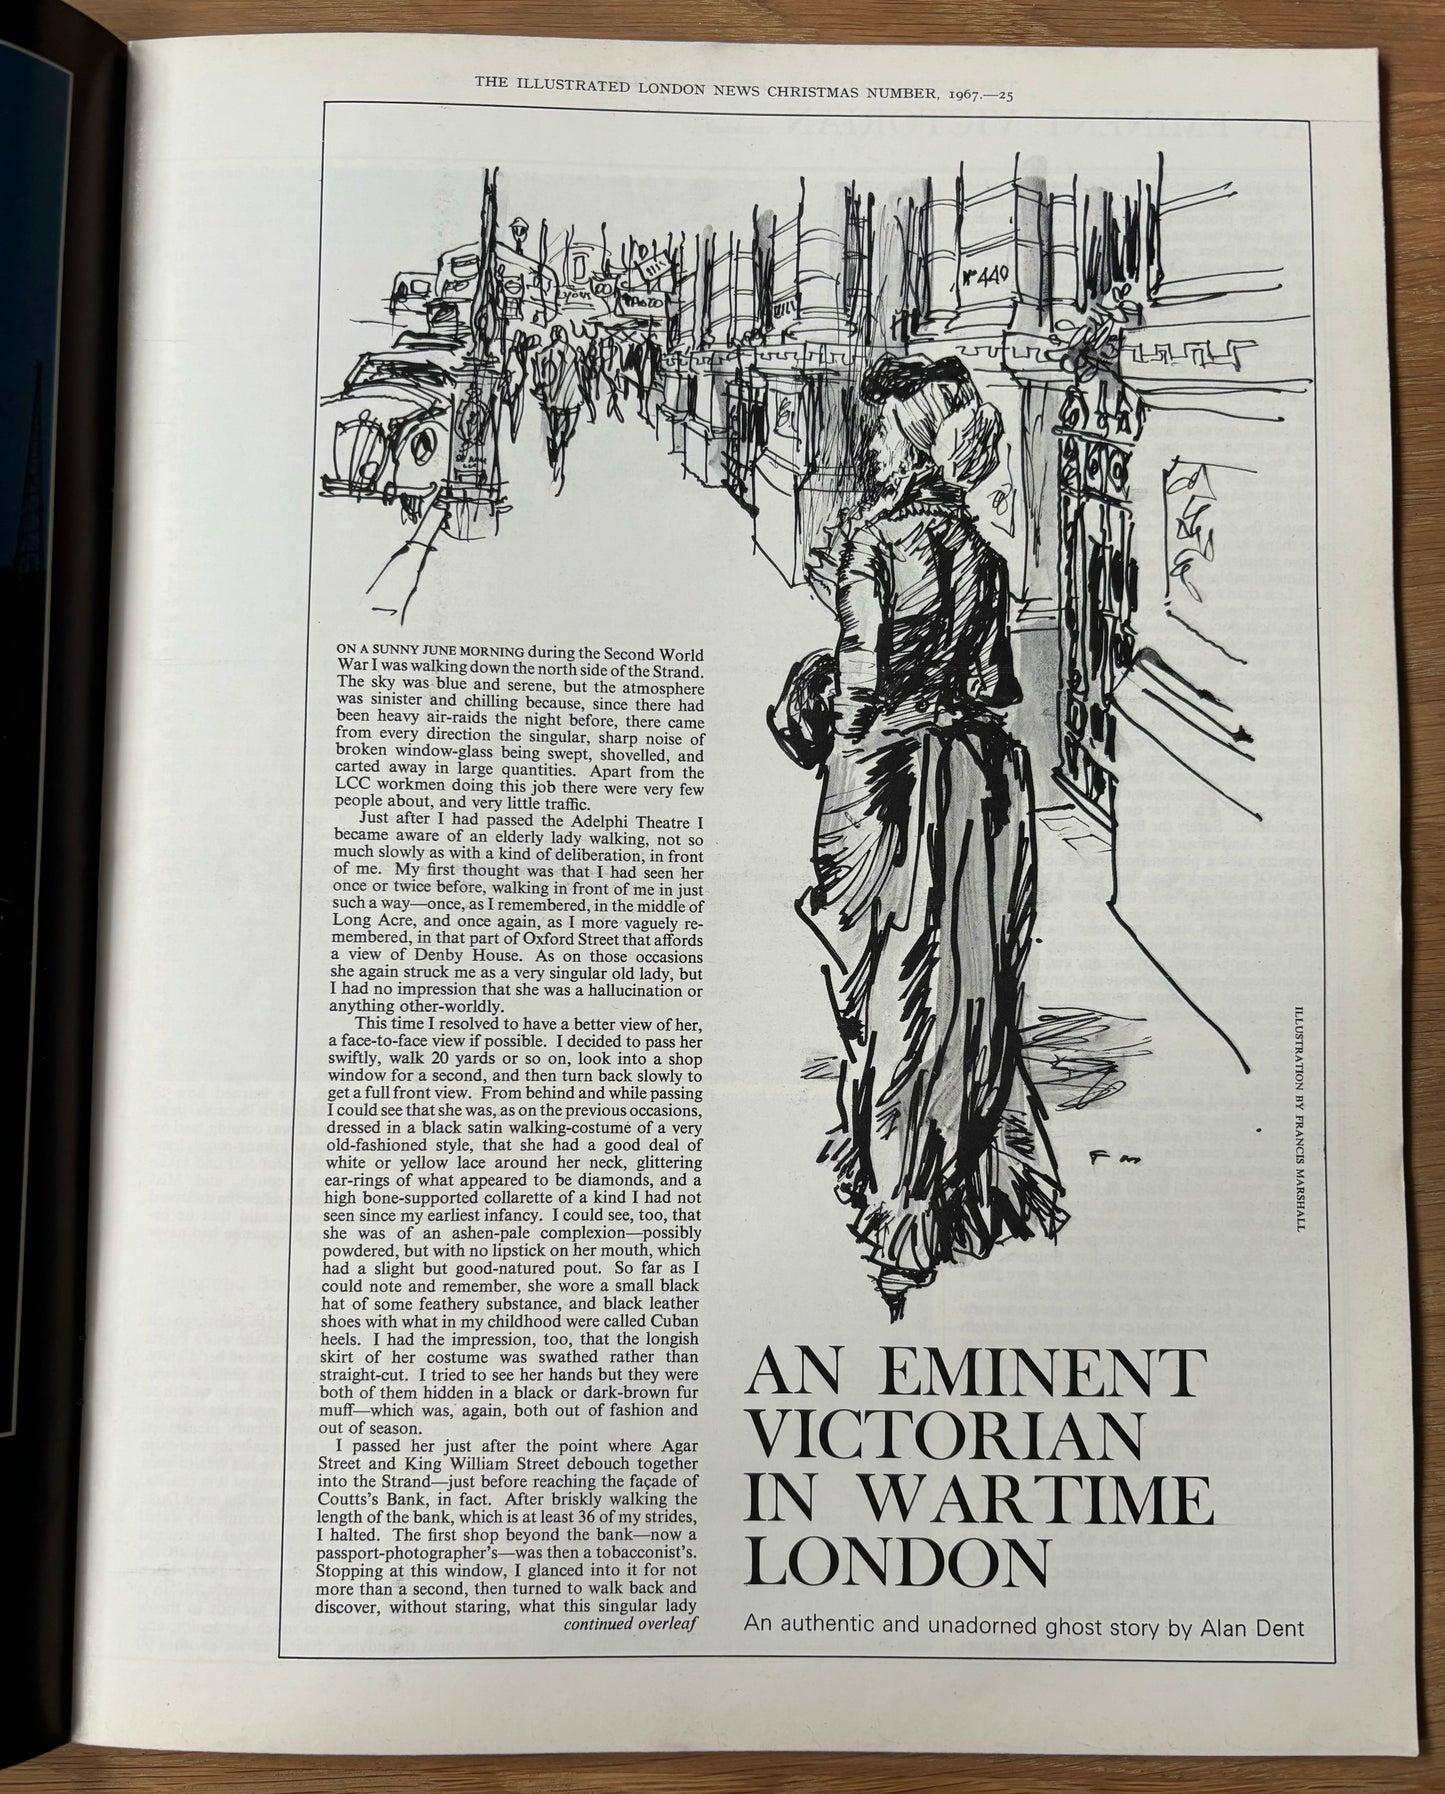 THE ILLUSTRATED LONDON NEWS CHRISTMAS NUMBER, 1967.—25
Nº 440
ON A SUNNY JUNE MORNING during the Second World
War I was walking down the north side of the Strand.
The sky was blue and serene, but the atmosphere
was sinister and chilling because, since there had
been heavy air-raids the night before, there came
from every direction the singular, sharp noise of
broken window-glass being swept, shovelled, and
carted away in large quantities. Apart from the
LCC workmen doing this job there were very few
people about, and very little traffic.
Just after I had passed the Adelphi Theatre I
became aware of an elderly lady walking, not so
much slowly as with a kind of deliberation, in front
of me. My first thought was that I had seen her
once or twice before, walking in front of me in just
such a way—once, as I remembered, in the middle of
Long Acre, and once again, as I more vaguely re-
membered, in that part of Oxford Street that affords
a view of Denby House. As on those occasions
she again struck me as a very singular old lady, but
I had no impression that she was a hallucination or
anything other-worldly.
This time I resolved to have a better view of her,
a face-to-face view if possible. I decided to pass her
swiftly, walk 20 yards or so on, look into a shop
window for a second, and then turn back slowly to
get a full front view. From behind and while passing
I could see that she was, as on the previous occasions,
dressed in a black satin walking-costume of a very
old-fashioned style, that she had a good deal of
white or yellow lace around her neck, glittering
ear-rings of what appeared to be diamonds, and a
high bone-supported collarette of a kind I had not
seen since my earliest infancy. I could see, too, that
she was of an ashen-pale complexion—possibly
powdered, but with no lipstick on her mouth, which
had a slight but good-natured pout. So far as I
could note and remember, she wore a small black
hat of some feathery substance, and black leather
shoes with what in my childhood were called Cuban
heels. I had the impression, too, that the longish
skirt of her costume was swathed rather than
straight-cut. I tried to see her hands but they were
both of them hidden in a black or dark-brown fur
muff—which was, again, both out of fashion and
out of season.
I passed her just after the point where Agar
Street and King William Street debouch together
into the Strand—just before reaching the façade of
Coutts's Bank, in fact. After briskly walking the
length of the bank, which is at least 36 of my strides,
I halted. The first shop beyond the bank—now a
passport-photographer's—was then a tobacconist's.
Stopping at this window, I glanced into it for not
more than a second, then turned to walk back and
discover, without staring, what this singular lady
continued overleaf
ILLUSTRATION BY FRANCIS MARSHALL
F m
AN EMINENT
VICTORIAN
IN WARTIME
LONDON
An authentic and unadorned ghost story by Alan Dent